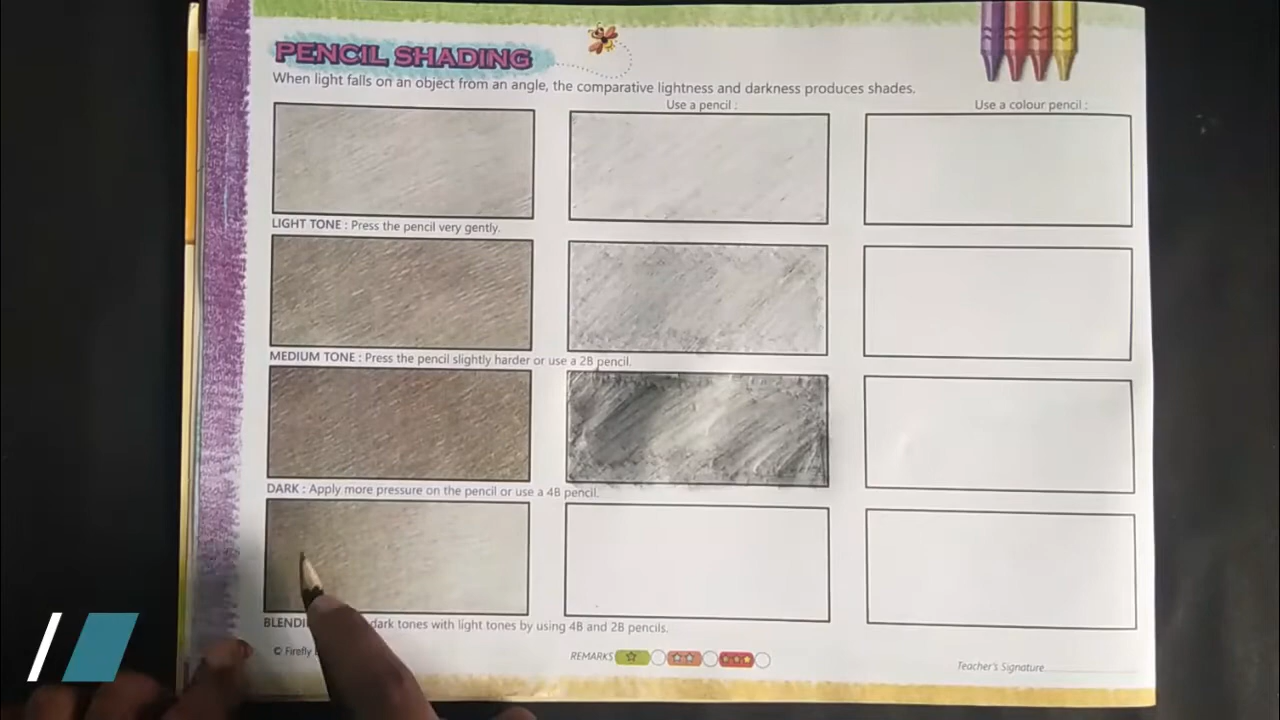 PENCIL SHADING
When light falls on an object from an angle, the comparative lightness and darkness produces shades.
Use a pencil :
Use a colour pencil :
LIGHT TONE : Press the pencil very gently.
MEDIUM TONE : Press the pencil slightly harder or use a 2B pencil.
DARK : Apply more pressure on the pencil or use a 4B pencil.
dark tones with light tones by using 4B and 2B pencils.
© Firefly
REMARKS
Teacher's Signature